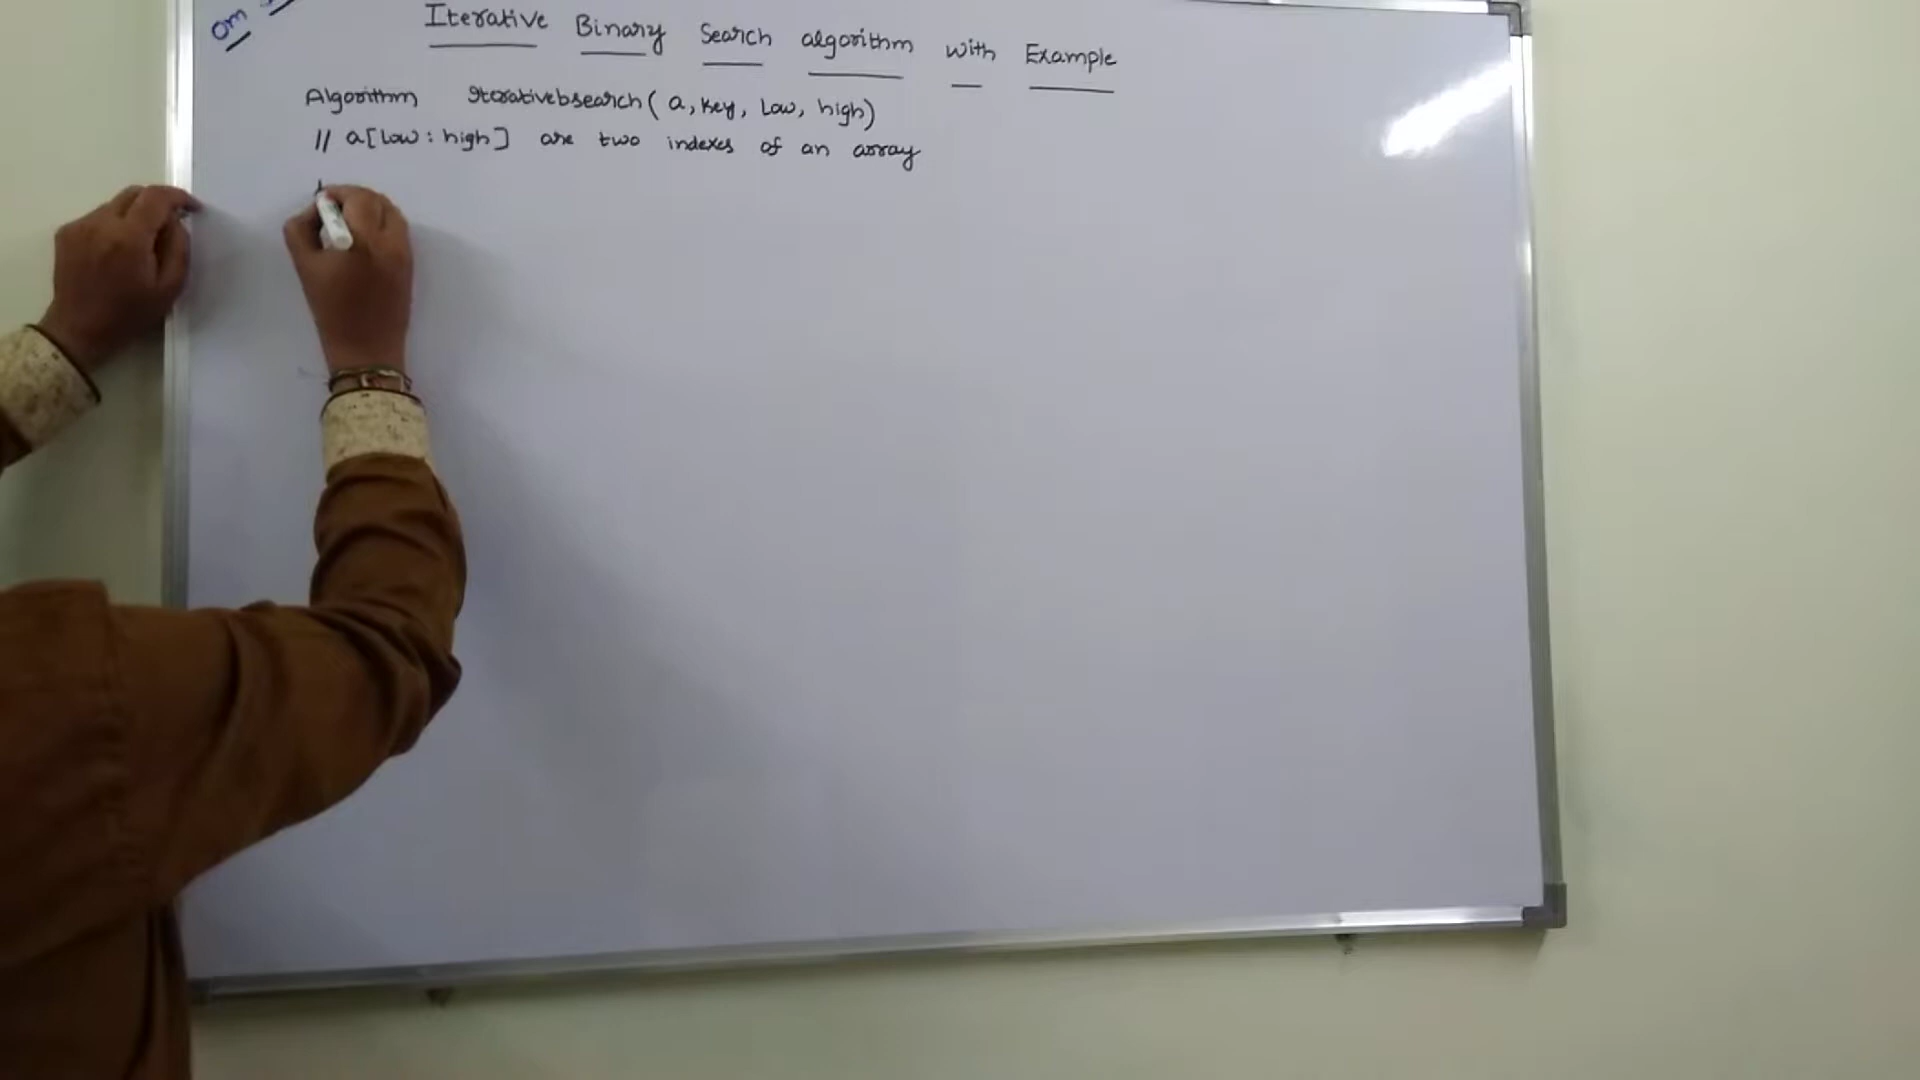 Om
Iterative Binary Search algorithm with Example
Algorithm Iterativebsearch( a, key, low, high)
// a[low : high] are two indexes of an array